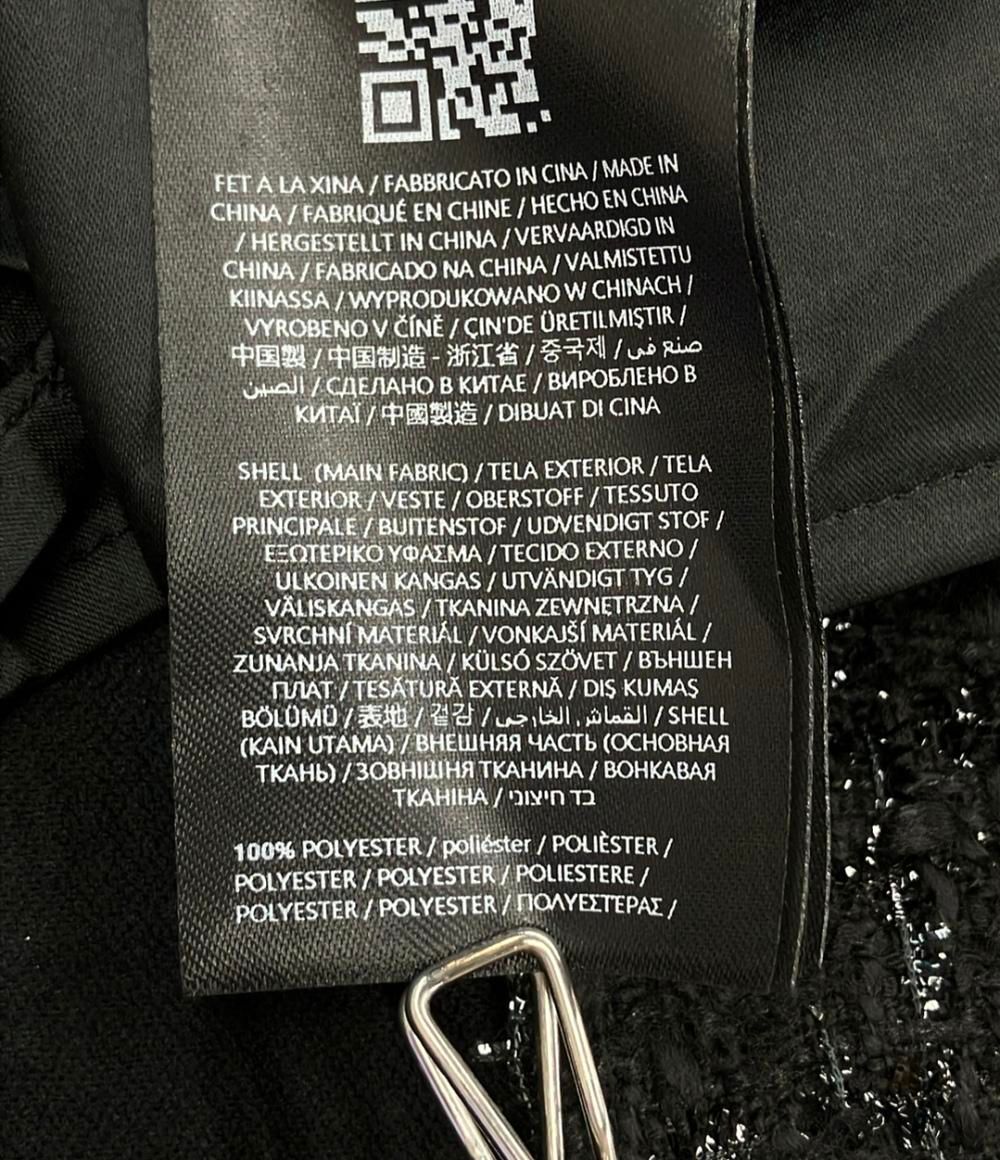 FET A LA XINA / FABBRICATO IN CINA / MADE IN
CHINA / FABRIQUÉ EN CHINE / HECHO EN CHINA
/ HERGESTELLT IN CHINA / VERVAARDIGD IN
CHINA / FABRICADO NA CHINA / VALMISTETTU
KIINASSA / WYPRODUKOWANO W CHINACH /
VYROBENO V ČÍNĚ / ÇIN'DE ÜRETILMIŞTIR /
中国製 / 中国制造 - 浙江省 / 중국제 / صنع في
الصين / СДЕЛАНО В КИТАЕ / ВИРОБЛЕНО В
КИТАЇ / 中國製造 / DIBUAT DI CINA
SHELL (MAIN FABRIC) / TELA EXTERIOR / TELA
EXTERIOR / VESTE / OBERSTOFF / TESSUTO
PRINCIPALE / BUITENSTOF / UDVENDIGT STOF /
ΕΞΩΤΕΡΙΚΟ ΥΦΑΣΜΑ / TECIDO EXTERNO /
ULKOINEN KANGAS / UTVÄNDIGT TYG /
VÄLISKANGAS / TKANINA ZEWNĘTRZNA /
SVRCHNÍ MATERIÁL / VONKAJŠÍ MATERIÁL /
ZUNANJA TKANINA / KÜLSŐ SZÖVET / ВЪНШЕН
ПЛАТ / TESĂTURĂ EXTERNĂ / DIŞ KUMAŞ
BÖLÜMÜ / 表地 / 겉감 / القماش الخارجي / SHELL
(KAIN UTAMA) / ВНЕШНЯЯ ЧАСТЬ (ОСНОВНАЯ
ТКАНЬ) / ЗОВНІШНЯ ТКАНИНА / ВОНКАВАЯ
ТКАНІНА / בד חיצוני
100% POLYESTER / poliéster / POLIÈSTER /
POLYESTER / POLYESTER / POLIESTERE /
POLYESTER / POLYESTER / ΠΟΛΥΕΣΤΕΡΑΣ /